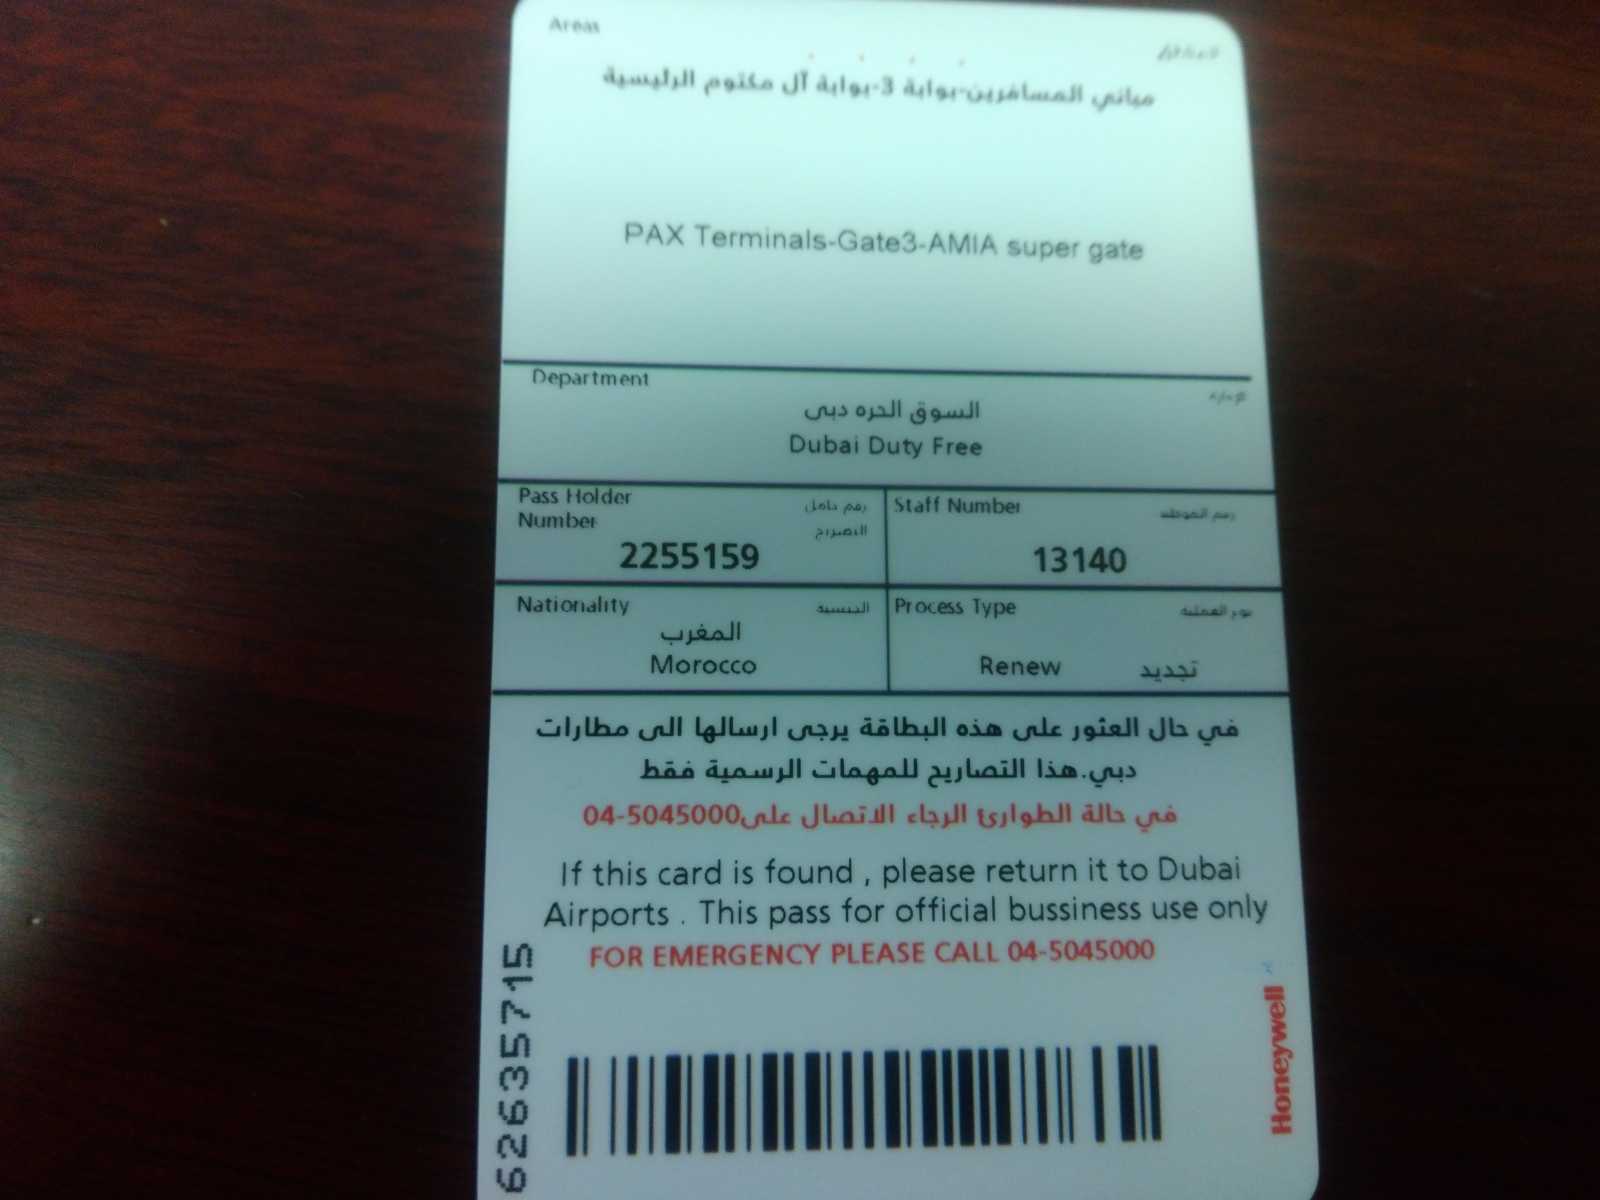 Areas
مباني المسافرين-بوابة 3-بوابة آل مكتوم الرئيسية
PAX Terminals-Gate3-AMIA super gate
Department
الإدارة
السوق الحره دبي
Dubai Duty Free
Pass Holder
Number
رقم حامل
التصريح
2255159
Staff Number
رقم الموظف
13140
Nationality
الجنسية
المغرب
Morocco
Process Type
نوع العملية
Renew تجديد
في حال العثور على هذه البطاقة يرجى ارسالها الى مطارات
دبي.هذا التصاريح للمهمات الرسمية فقط
في حالة الطوارئ الرجاء الاتصال على04-5045000
If this card is found , please return it to Dubai
Airports . This pass for official bussiness use only
FOR EMERGENCY PLEASE CALL 04-5045000
62635715
Honeywell